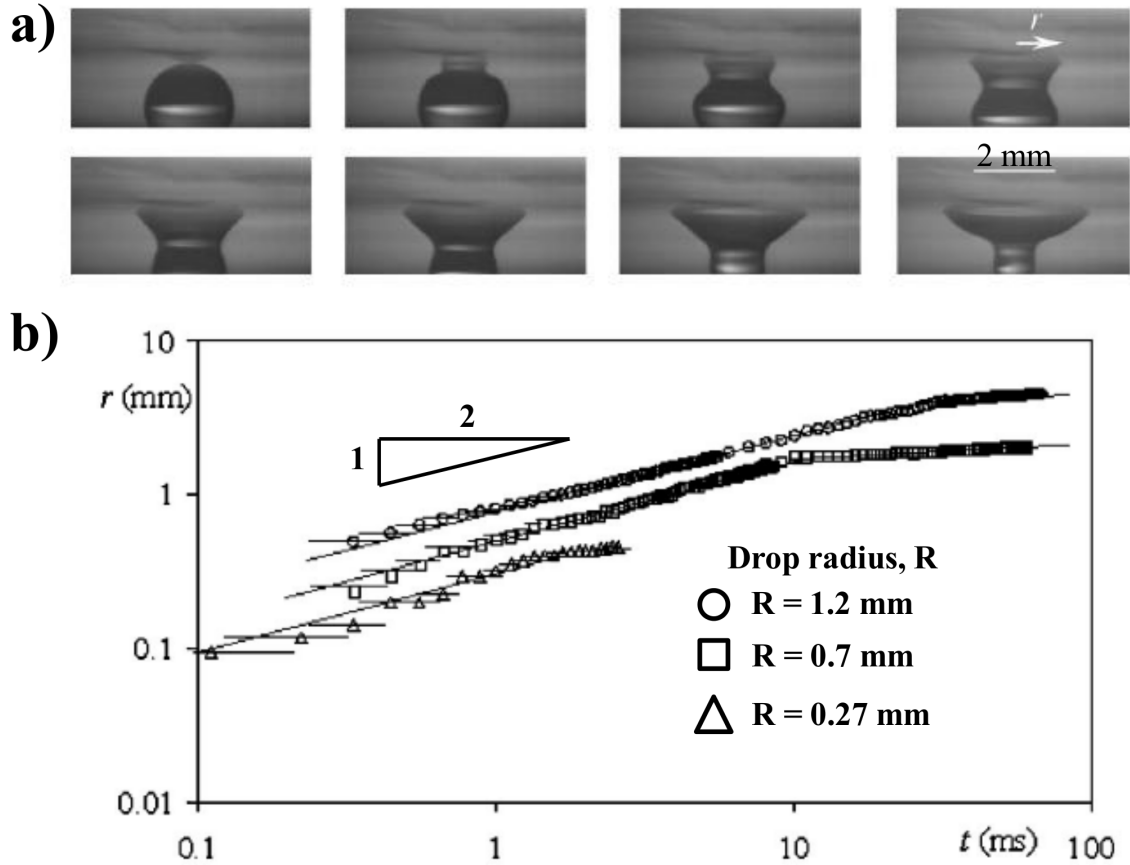 a)
r
2 mm
b)
10
r (mm)
2
1
1
Drop radius, R
R = 1.2 mm
R = 0.7 mm
R = 0.27 mm
0.1
0.01
0.1
1
10
t (ms)
100